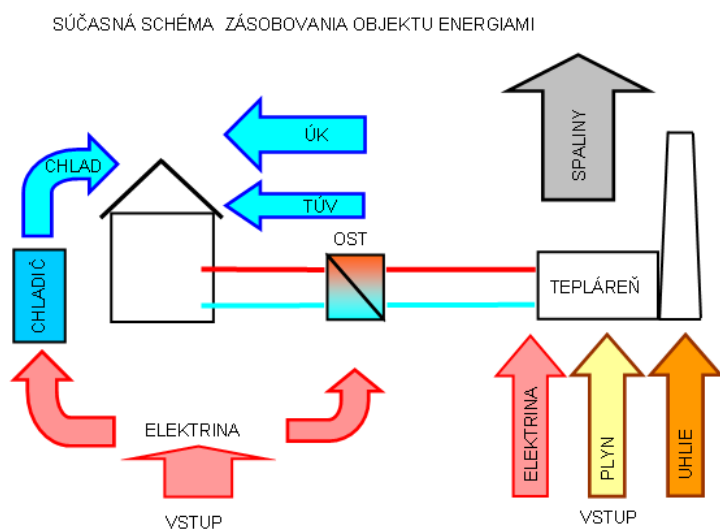 SÚČASNÁ SCHÉMA ZÁSOBOVANIA OBJEKTU ENERGIAMI
ÚK
CHLAD
TÚV
SPALINY
OST
CHLADIČ
TEPLÁREŇ
ELEKTRINA
VSTUP
ELEKTRINA
PLYN
UHLIE
VSTUP